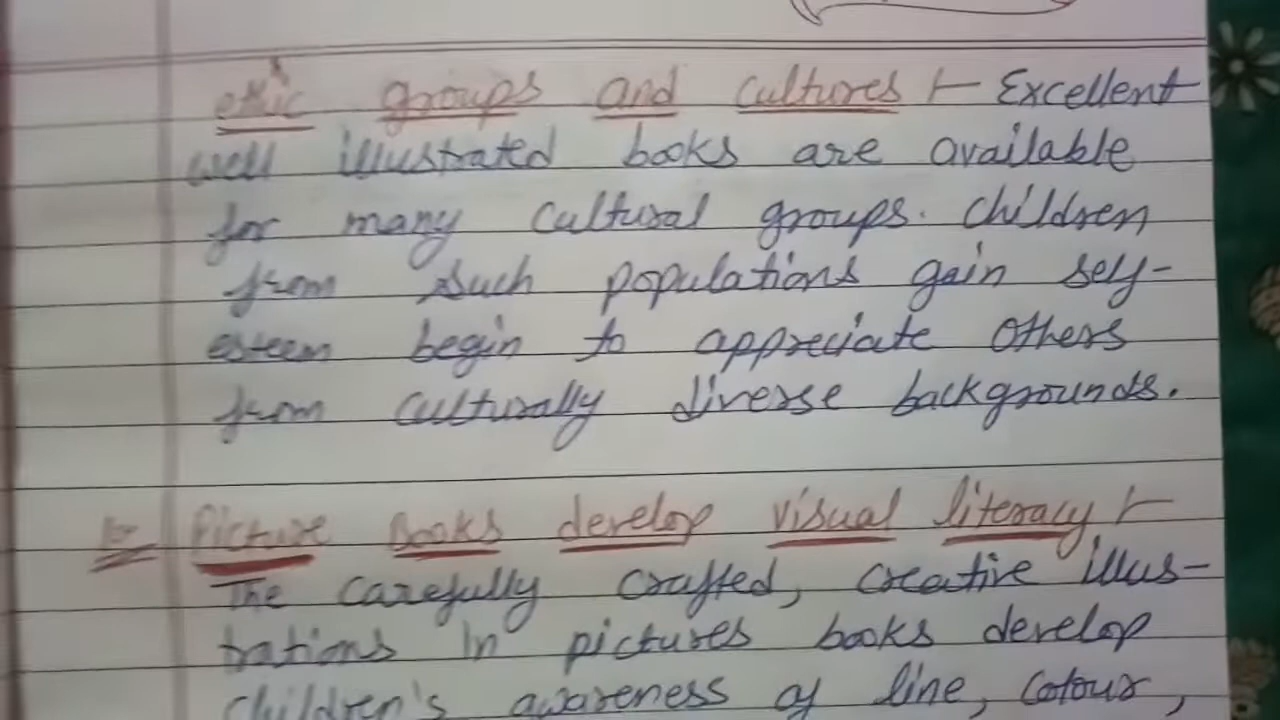 ethic groups and cultures :- Excellent
well illustrated books are available
for many cultural groups. Children
from such populations gain self-
esteem begin to appreciate others
from culturally diverse backgrounds.
Picture Books develop visual literacy :-
The carefully crafted, creative illus-
trations in pictures books develop
children's awareness of line, colour,